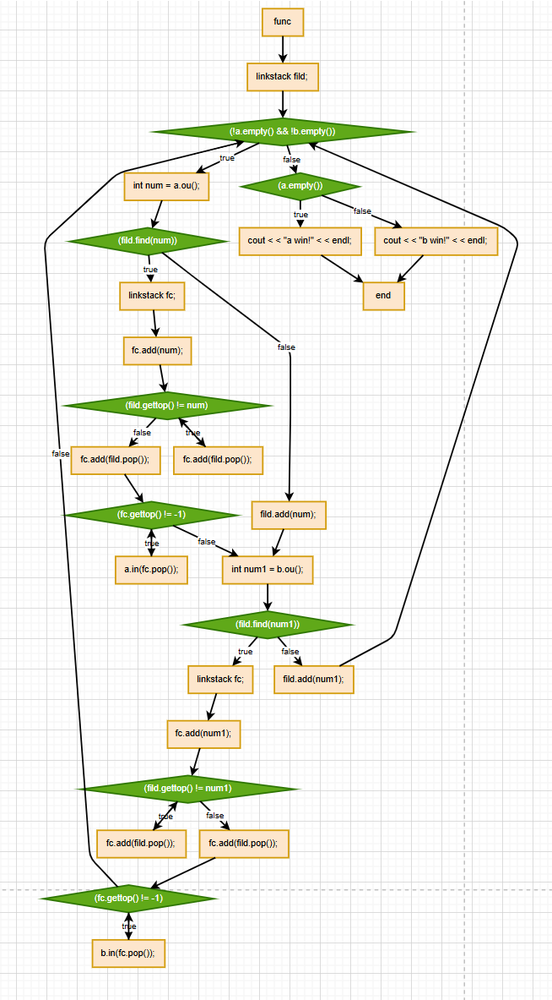 func
linkstack fild;
(!a.empty() && !b.empty())
true
false
int num = a.ou();
(a.empty())
true
false
(fild.find(num))
cout < < "a win!" < < endl;
cout < < "b win!" < < endl;
true
linkstack fc;
end
false
fc.add(num);
(fild.gettop() != num)
false
true
false
fc.add(fild.pop());
fc.add(fild.pop());
(fc.gettop() != -1)
fild.add(num);
true
false
a.in(fc.pop());
int num1 = b.ou();
(fild.find(num1))
true
false
linkstack fc;
fild.add(num1);
fc.add(num1);
(fild.gettop() != num1)
true
false
fc.add(fild.pop());
fc.add(fild.pop());
(fc.gettop() != -1)
true
b.in(fc.pop());